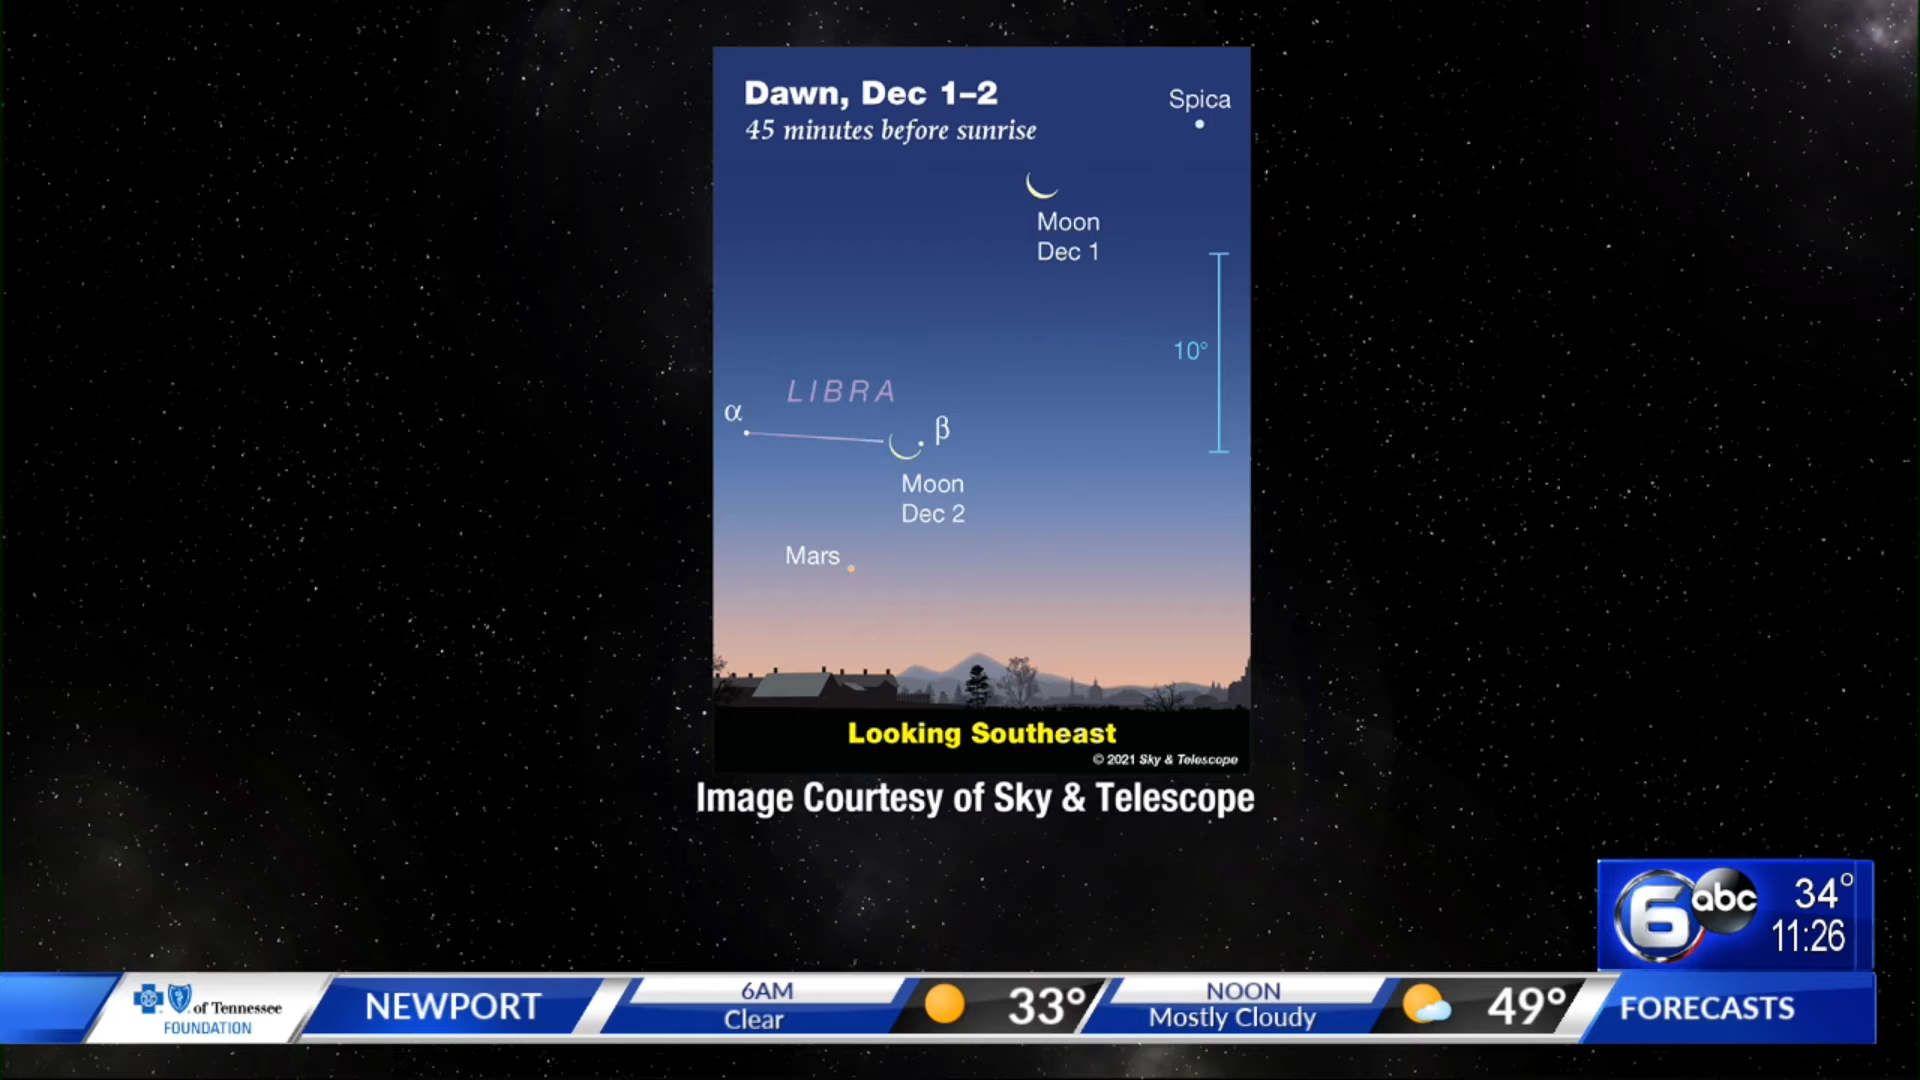 Dawn, Dec 1–2
45 minutes before sunrise
Spica
Moon
Dec 1
10°
LIBRA
α
β
Moon
Dec 2
Mars
Looking Southeast
© 2021 Sky & Telescope
Image Courtesy of Sky & Telescope
6 abc 34°
11:26
of Tennessee
FOUNDATION
NEWPORT
6AM
Clear
33°
NOON
Mostly Cloudy
49°
FORECASTS